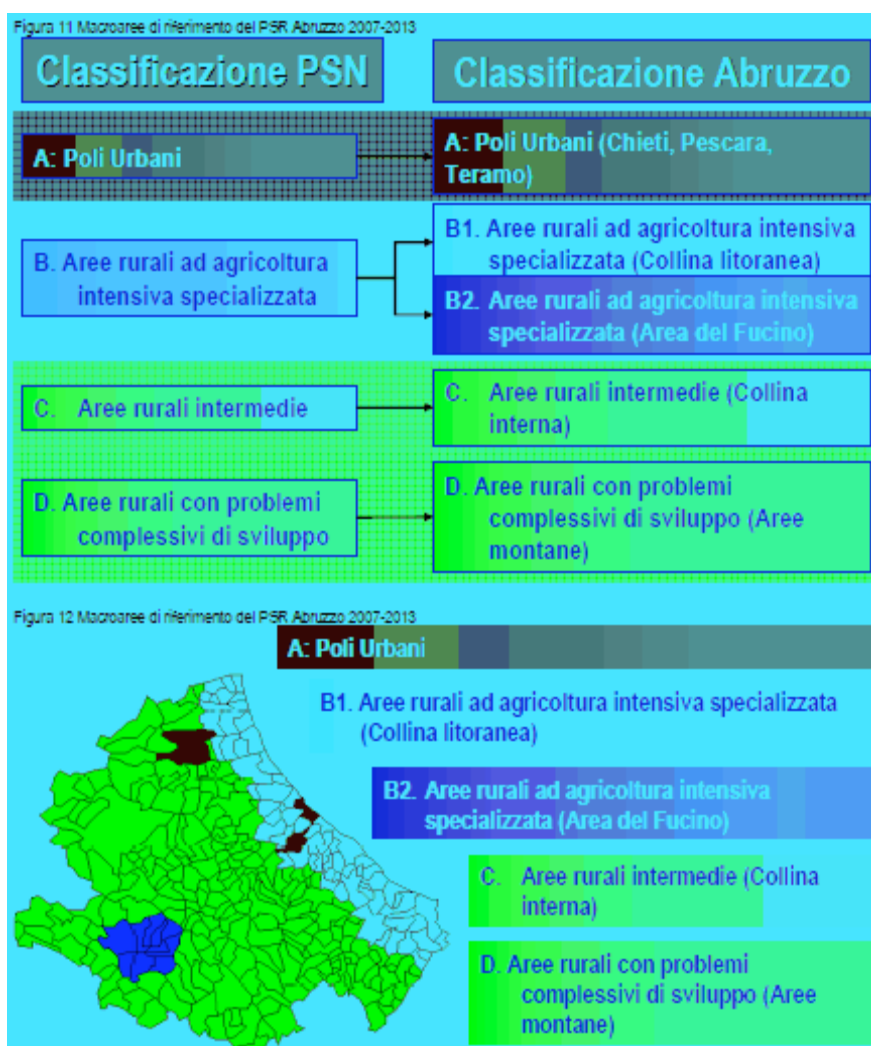 Figura 11 Macroaree di riferimento del PSR Abruzzo 2007-2013
Classificazione PSN
Classificazione Abruzzo
A: Poli Urbani
A: Poli Urbani (Chieti, Pescara,
Teramo)
B. Aree rurali ad agricoltura
intensiva specializzata
B1. Aree rurali ad agricoltura intensiva
specializzata (Collina litoranea)
B2. Aree rurali ad agricoltura intensiva
specializzata (Area del Fucino)
C. Aree rurali intermedie
C. Aree rurali intermedie (Collina
interna)
D. Aree rurali con problemi
complessivi di sviluppo
D. Aree rurali con problemi
complessivi di sviluppo (Aree
montane)
Figura 12 Macroaree di riferimento del PSR Abruzzo 2007-2013
A: Poli Urbani
B1. Aree rurali ad agricoltura intensiva specializzata
(Collina litoranea)
B2. Aree rurali ad agricoltura intensiva
specializzata (Area del Fucino)
C. Aree rurali intermedie (Collina
interna)
D. Aree rurali con problemi
complessivi di sviluppo (Aree
montane)